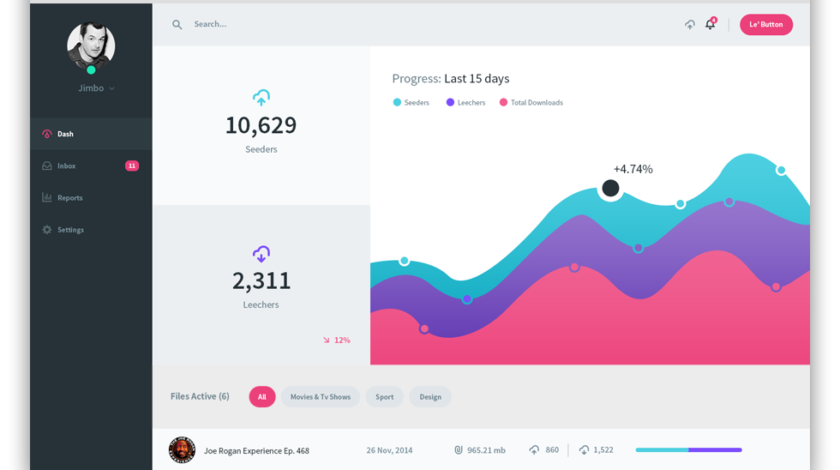 Search...
4
Le' Button
Jimbo
Dash
Inbox
11
Reports
Settings
10,629
Seeders
2,311
Leechers
12%
Progress: Last 15 days
Seeders
Leechers
Total Downloads
+4.74%
Files Active (6)
All
Movies & Tv Shows
Sport
Design
Joe Rogan Experience Ep. 468
26 Nov, 2014
965.21 mb
860
1,522